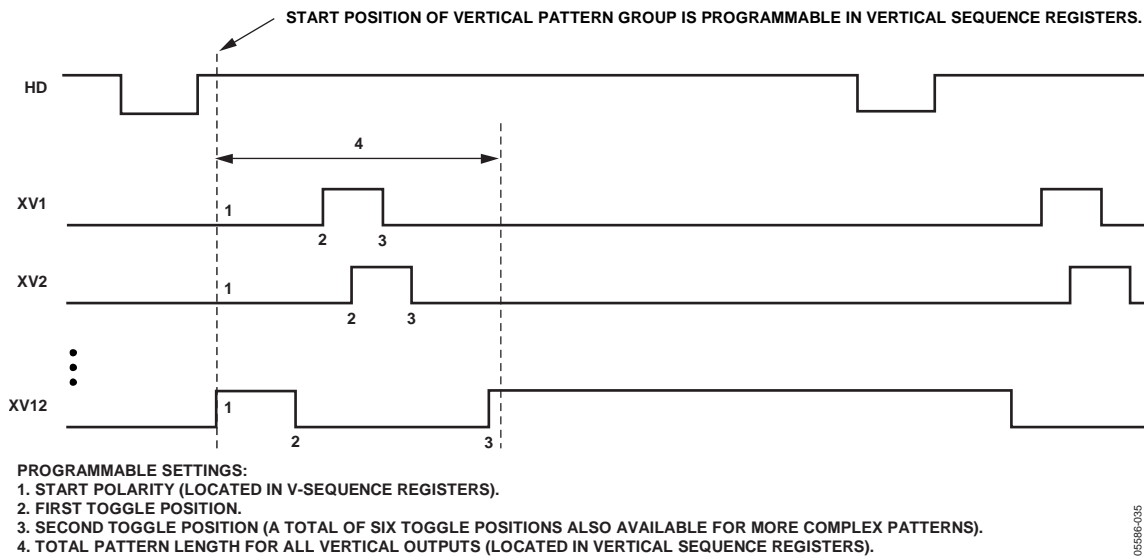 START POSITION OF VERTICAL PATTERN GROUP IS PROGRAMMABLE IN VERTICAL SEQUENCE REGISTERS.
HD
4
XV1
1
2
3
XV2
1
2
3
XV12
1
2
3
PROGRAMMABLE SETTINGS:
1. START POLARITY (LOCATED IN V-SEQUENCE REGISTERS).
2. FIRST TOGGLE POSITION.
3. SECOND TOGGLE POSITION (A TOTAL OF SIX TOGGLE POSITIONS ALSO AVAILABLE FOR MORE COMPLEX PATTERNS).
4. TOTAL PATTERN LENGTH FOR ALL VERTICAL OUTPUTS (LOCATED IN VERTICAL SEQUENCE REGISTERS).
05586-035